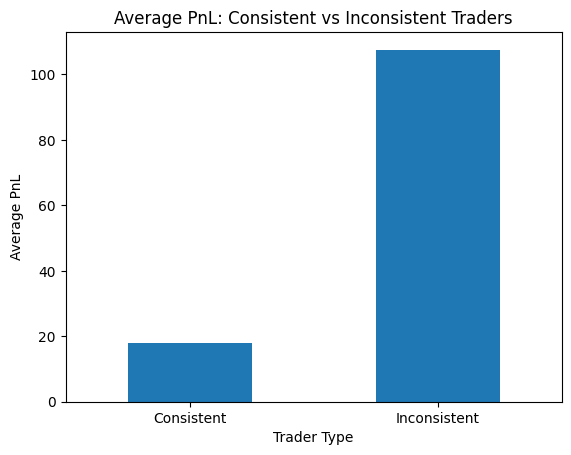 Average PnL: Consistent vs Inconsistent Traders
Average PnL
100
80
60
40
20
0
Consistent
Inconsistent
Trader Type